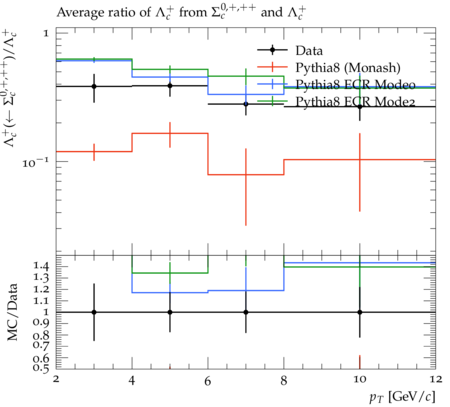 Average ratio of Λc+ from Σc0,+,++ and Λc+
Λc+(← Σc0,+,++)/Λc+
1
10−1
Data
Pythia8 (Monash)
Pythia8 ECR Mode0
Pythia8 ECR Mode2
MC/Data
1.4
1.3
1.2
1.1
1
0.9
0.8
0.7
0.6
0.5
2 4 6 8 10 12
pT [GeV/c]